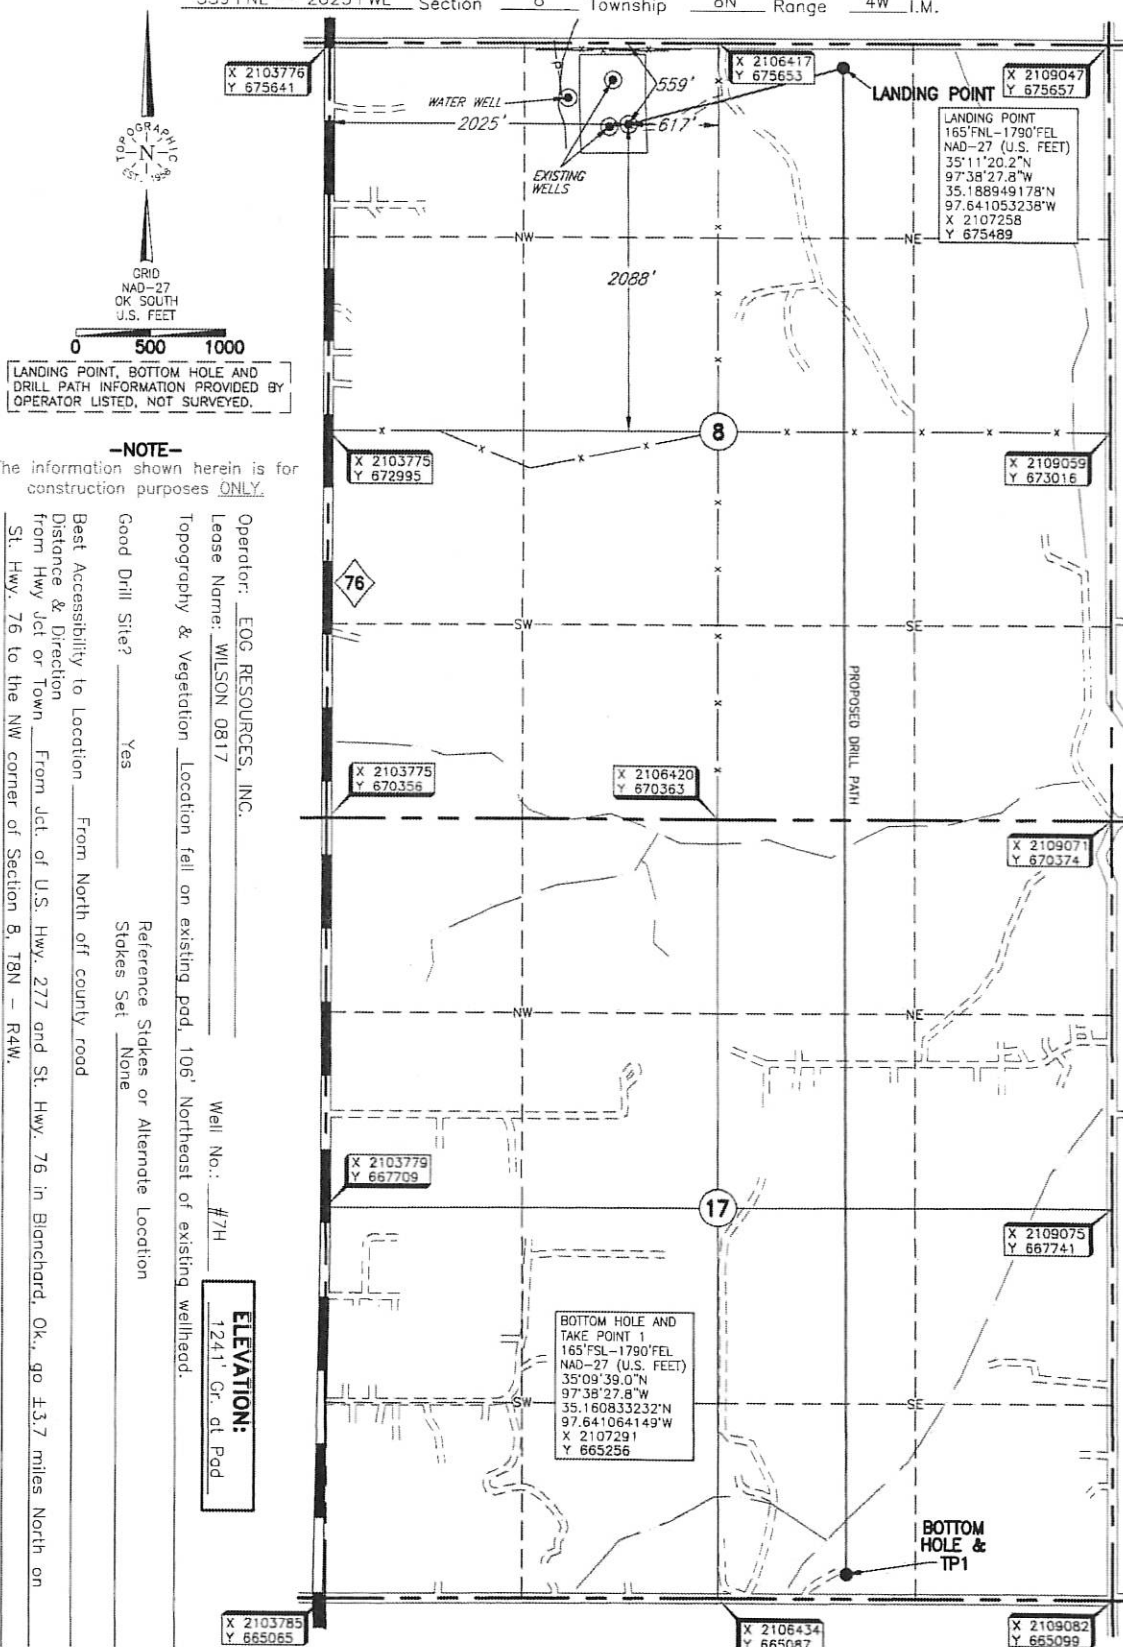 559'FNL 2025'FWL Section 8 Township 8N Range 4W I.M.
X 2103776
Y 675641
X 2106417
Y 675653
X 2109047
Y 675657
WATER WELL
559'
2025'
617'
EXISTING
WELLS
LANDING POINT
LANDING POINT
165'FNL-1790'FEL
NAD-27 (U.S. FEET)
35°11'20.2"N
97°38'27.8"W
35.188949178°N
97.641053238°W
X 2107258
Y 675489
TOPOGRAPHIC
N
EST. 1958
GRID
NAD-27
OK SOUTH
U.S. FEET
0 500 1000
LANDING POINT, BOTTOM HOLE AND
DRILL PATH INFORMATION PROVIDED BY
OPERATOR LISTED, NOT SURVEYED.
NW
NE
2088'
8
-NOTE-
The information shown herein is for
construction purposes ONLY.
X 2103775
Y 672995
X 2109059
Y 673016
76
SW
SE
PROPOSED DRILL PATH
X 2103775
Y 670356
X 2106420
Y 670363
X 2109071
Y 670374
NW
NE
X 2103779
Y 667709
17
X 2109075
Y 667741
BOTTOM HOLE AND
TAKE POINT 1
165'FSL-1790'FEL
NAD-27 (U.S. FEET)
35°09'39.0"N
97°38'27.8"W
35.160833232°N
97.641064149°W
X 2107291
Y 665256
SW
SE
BOTTOM
HOLE &
TP1
X 2103785
Y 665065
X 2106434
Y 665087
X 2109082
Y 665099
Operator: EOG RESOURCES, INC.
Lease Name: WILSON 0817 Well No.: #7H
ELEVATION:
1241' Gr. at Pad
Topography & Vegetation Location fell on existing pad, 106' Northeast of existing wellhead.
Good Drill Site? Yes
Reference Stakes or Alternate Location
Stakes Set None
Best Accessibility to Location From North off county road
Distance & Direction
from Hwy Jct or Town From Jct. of U.S. Hwy. 277 and St. Hwy. 76 in Blanchard, Ok., go ±3.7 miles North on
St. Hwy. 76 to the NW corner of Section 8, T8N - R4W.